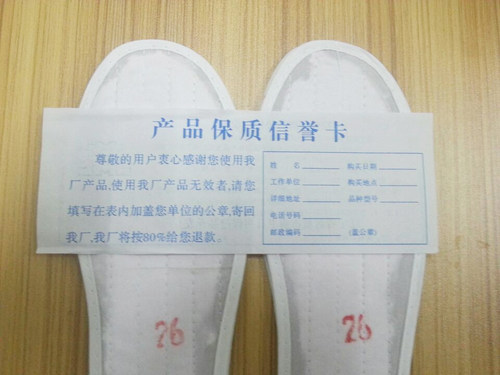 产品保质信誉卡
尊敬的用户衷心感谢您使用我
厂产品,使用我厂产品无效者,请您
填写在表内加盖您单位的公章,寄回
我厂,我厂将按80%给您退款。
姓名 购买日期
工作单位 购买地点
详细地址 品种型号
电话号码
邮政编码 (盖公章)
26 26